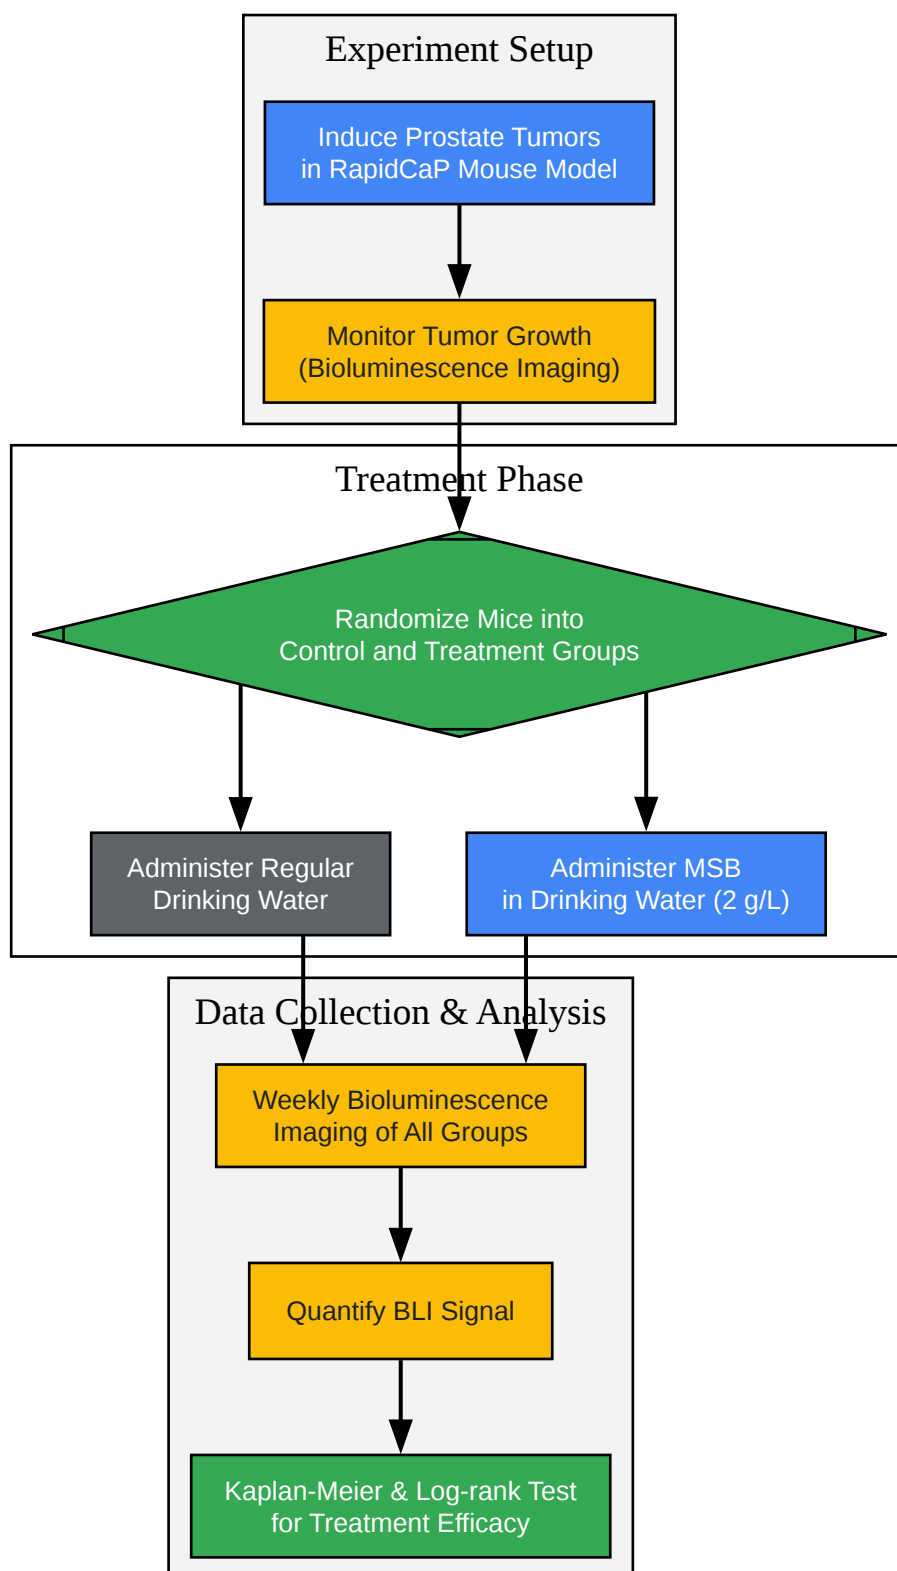 Experiment Setup
Induce Prostate Tumors
in RapidCaP Mouse Model
Monitor Tumor Growth
(Bioluminescence Imaging)
Treatment Phase
Randomize Mice into
Control and Treatment Groups
Administer Regular
Drinking Water
Administer MSB
in Drinking Water (2 g/L)
Data Collection & Analysis
Weekly Bioluminescence
Imaging of All Groups
Quantify BLI Signal
Kaplan-Meier & Log-rank Test
for Treatment Efficacy